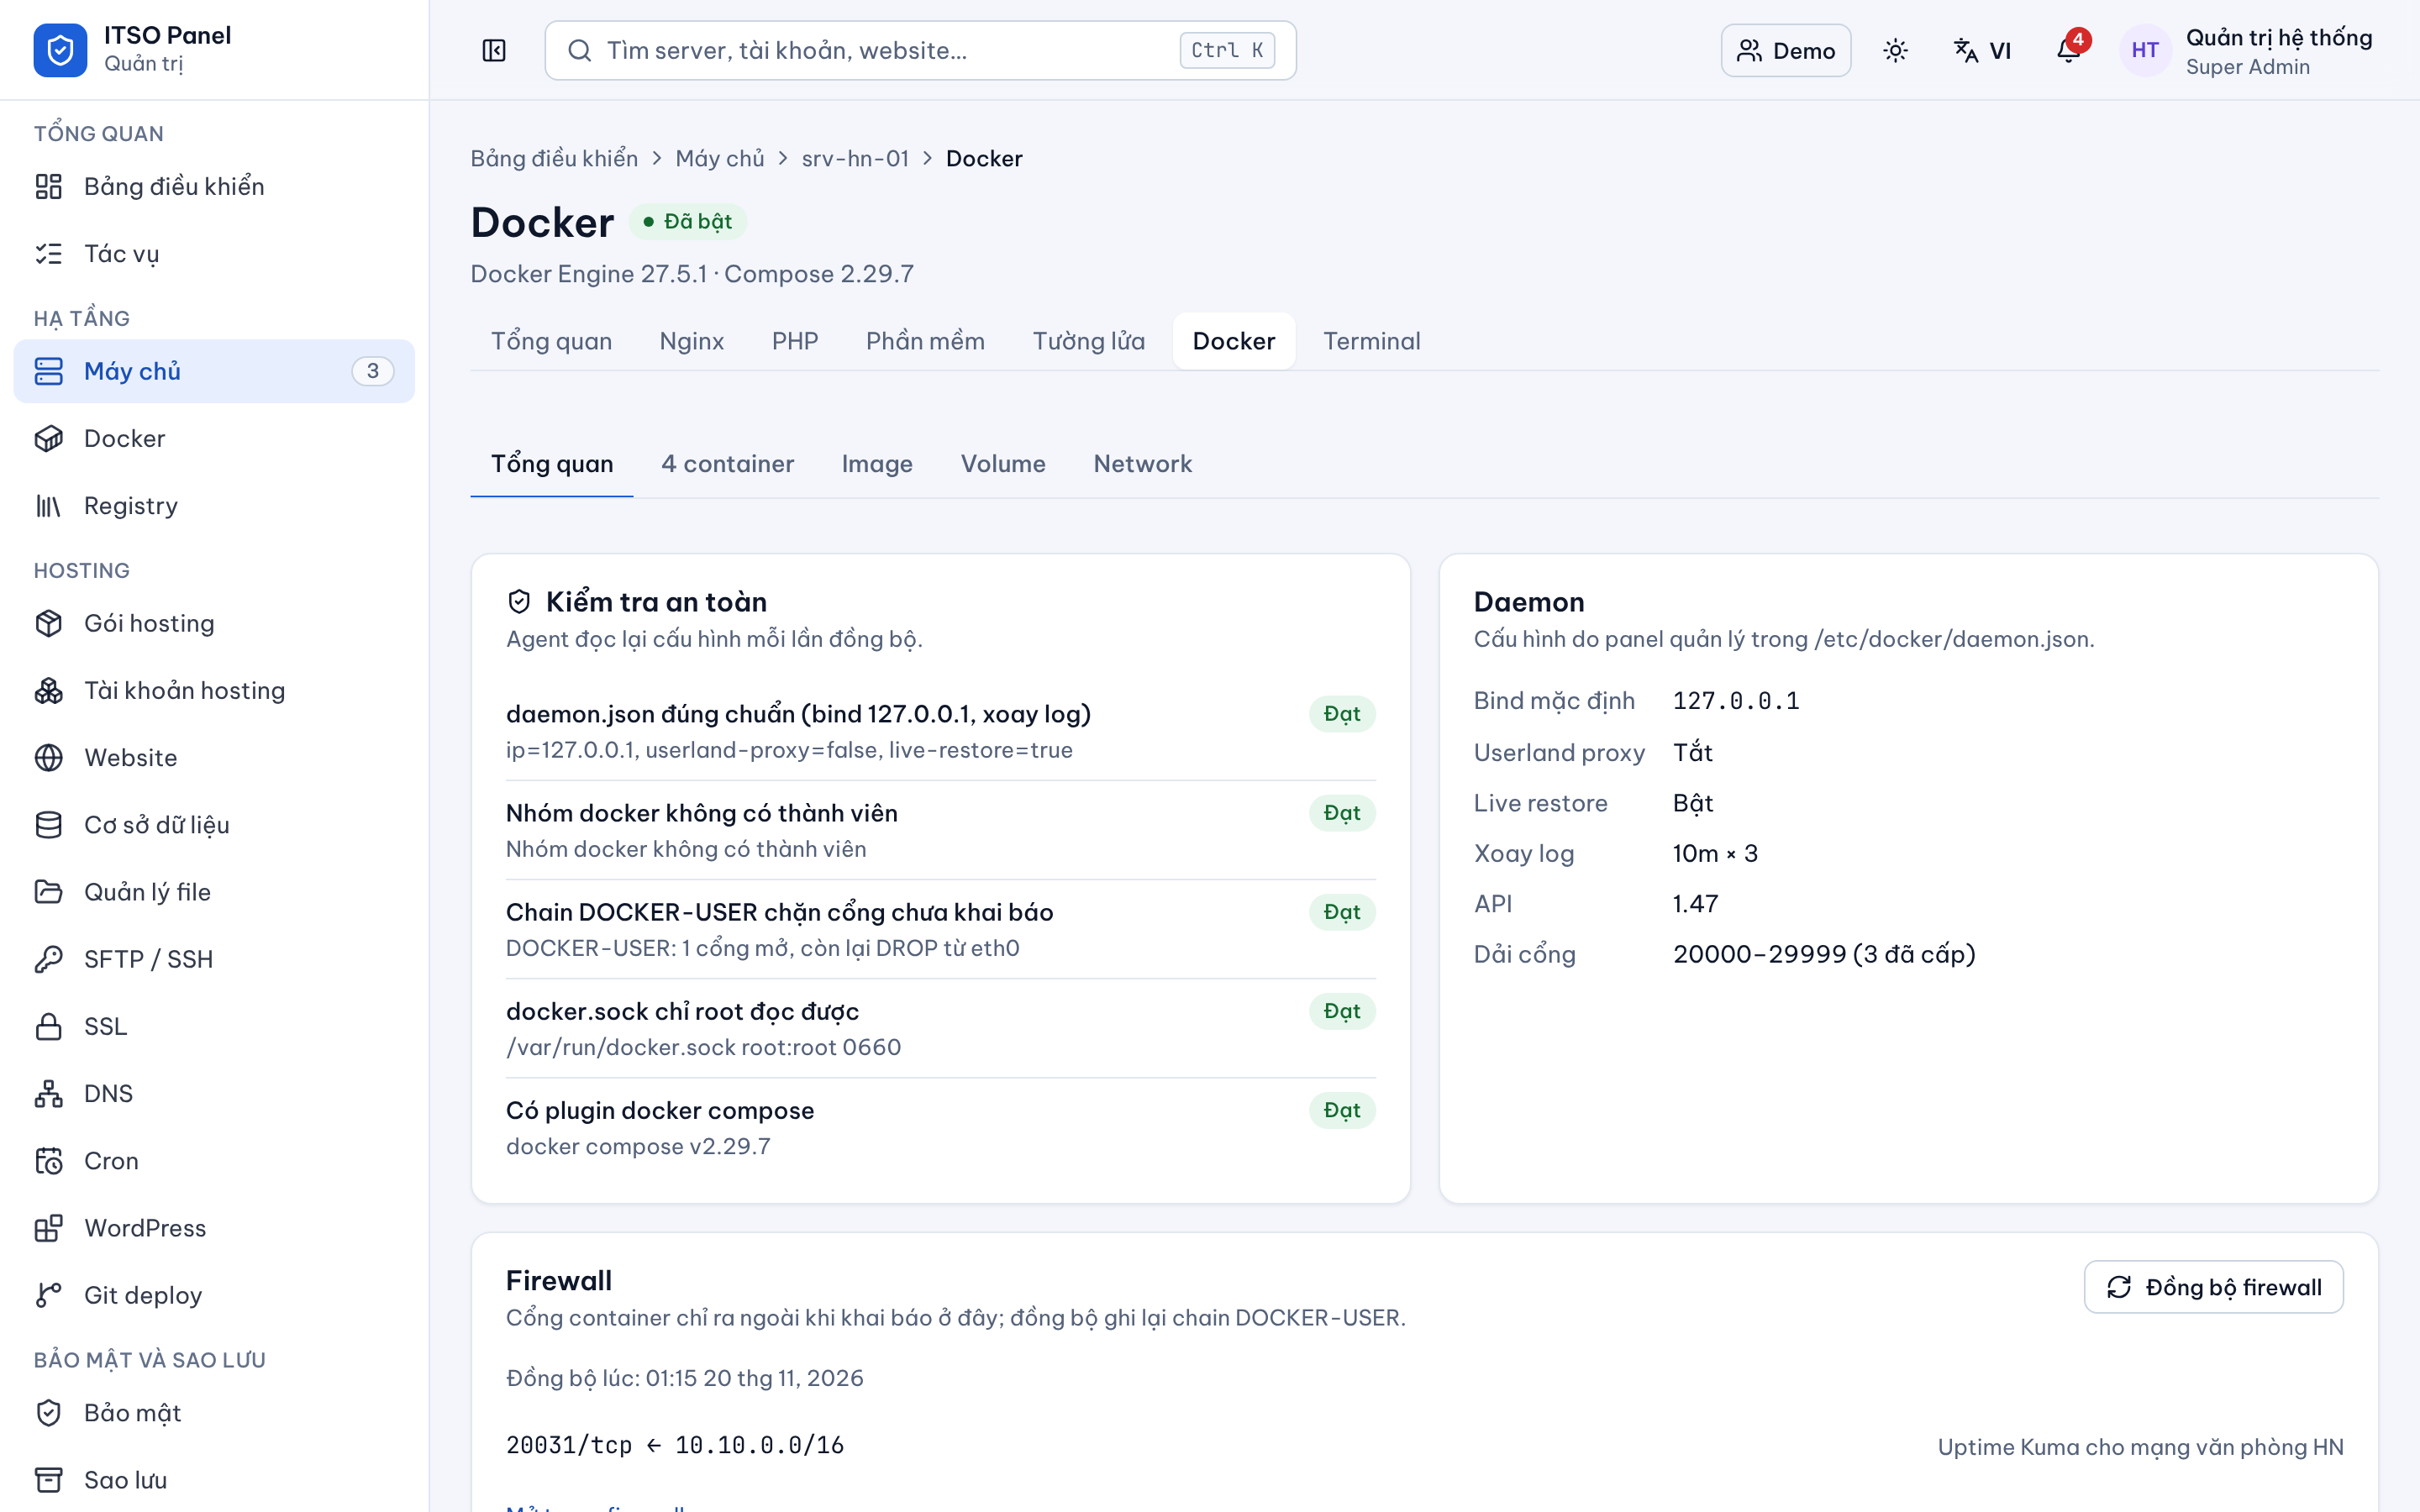 ITSO Panel
Quản trị
TỔNG QUAN
Bảng điều khiển
Tác vụ
HẠ TẦNG
Máy chủ 3
Docker
Registry
HOSTING
Gói hosting
Tài khoản hosting
Website
Cơ sở dữ liệu
Quản lý file
SFTP / SSH
SSL
DNS
Cron
WordPress
Git deploy
BẢO MẬT VÀ SAO LƯU
Bảo mật
Sao lưu
Tìm server, tài khoản, website... Ctrl K
Demo
VI
4
HT
Quản trị hệ thống
Super Admin
Bảng điều khiển > Máy chủ > srv-hn-01 > Docker
Docker Đã bật
Docker Engine 27.5.1 · Compose 2.29.7
Tổng quan Nginx PHP Phần mềm Tường lửa Docker Terminal
Tổng quan 4 container Image Volume Network
Kiểm tra an toàn
Agent đọc lại cấu hình mỗi lần đồng bộ.
daemon.json đúng chuẩn (bind 127.0.0.1, xoay log) Đạt
ip=127.0.0.1, userland-proxy=false, live-restore=true
Nhóm docker không có thành viên Đạt
Nhóm docker không có thành viên
Chain DOCKER-USER chặn cổng chưa khai báo Đạt
DOCKER-USER: 1 cổng mở, còn lại DROP từ eth0
docker.sock chỉ root đọc được Đạt
/var/run/docker.sock root:root 0660
Có plugin docker compose Đạt
docker compose v2.29.7
Daemon
Cấu hình do panel quản lý trong /etc/docker/daemon.json.
Bind mặc định 127.0.0.1
Userland proxy Tắt
Live restore Bật
Xoay log 10m × 3
API 1.47
Dải cổng 20000–29999 (3 đã cấp)
Firewall
Cổng container chỉ ra ngoài khi khai báo ở đây; đồng bộ ghi lại chain DOCKER-USER.
Đồng bộ firewall
Đồng bộ lúc: 01:15 20 thg 11, 2026
20031/tcp ← 10.10.0.0/16
Uptime Kuma cho mạng văn phòng HN